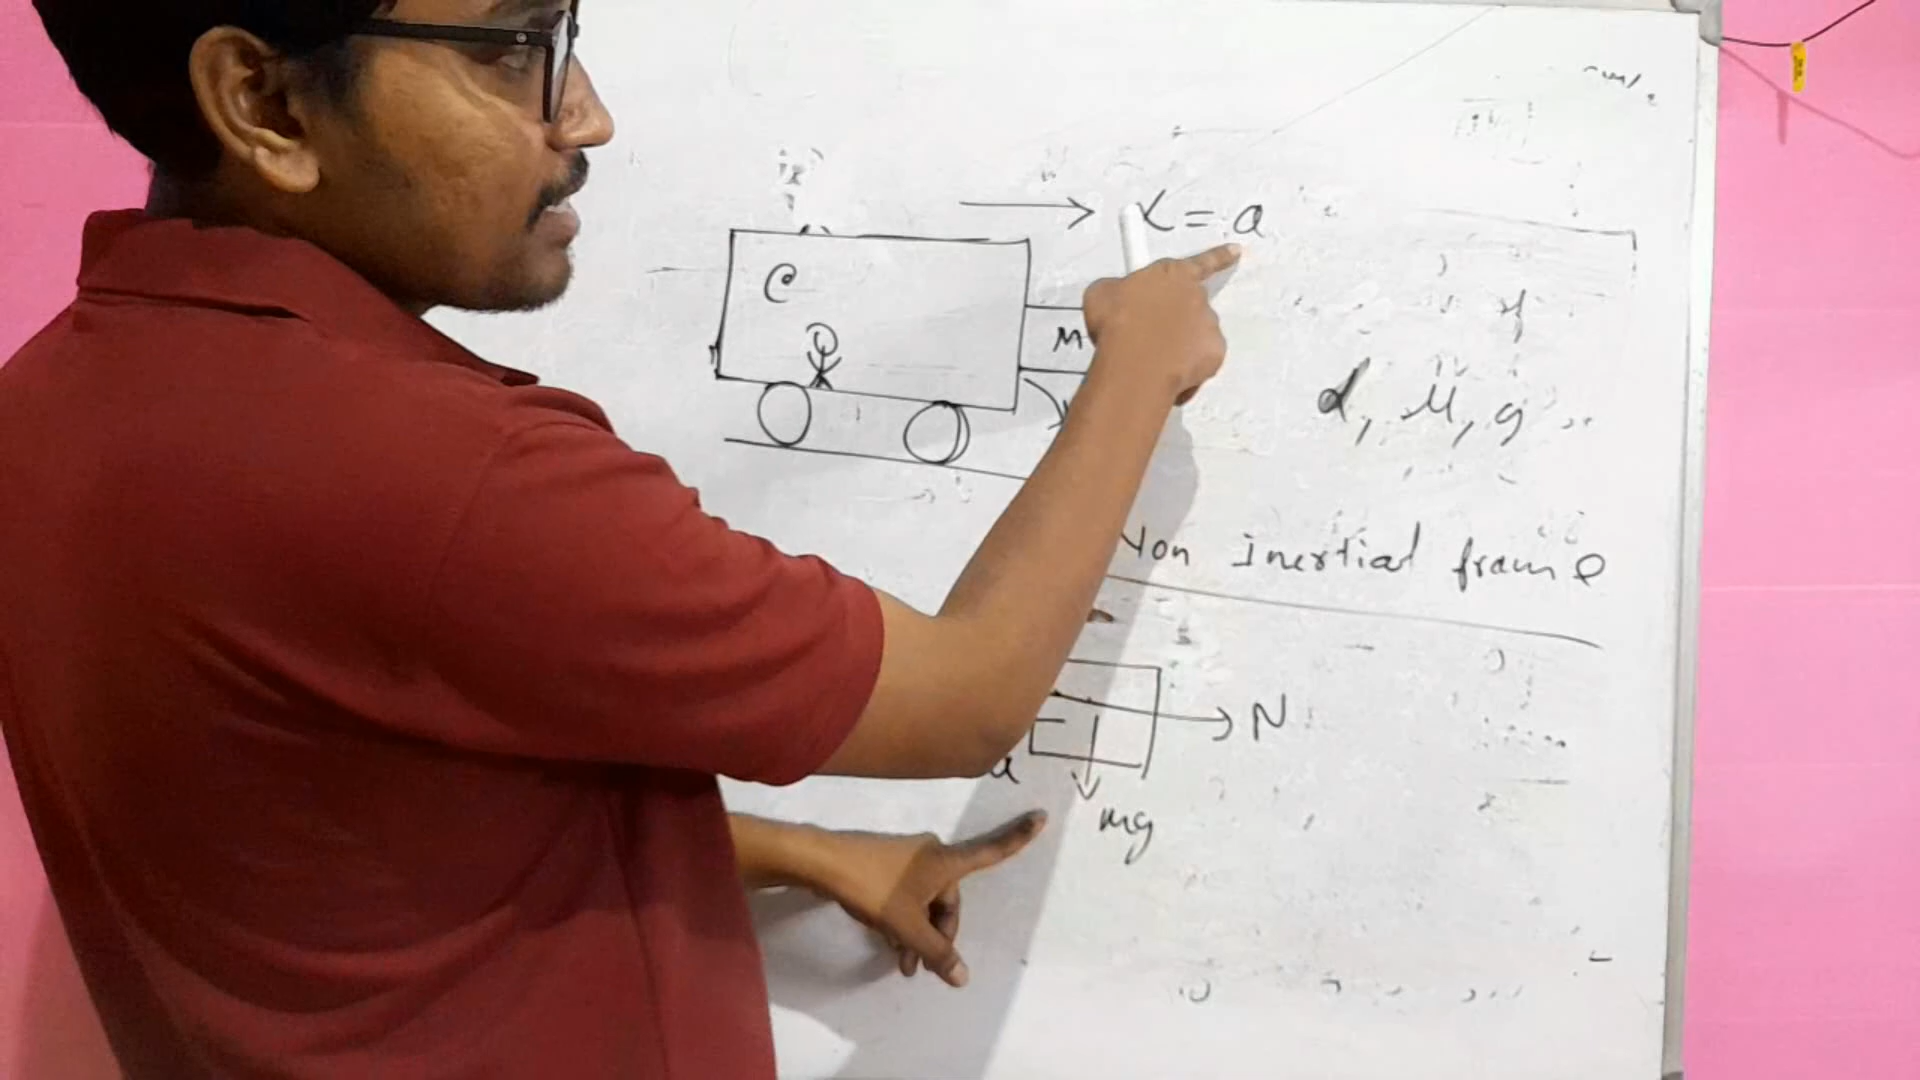 α = a
C
M
α, μ, g
Non inertial frame
N
a
mg